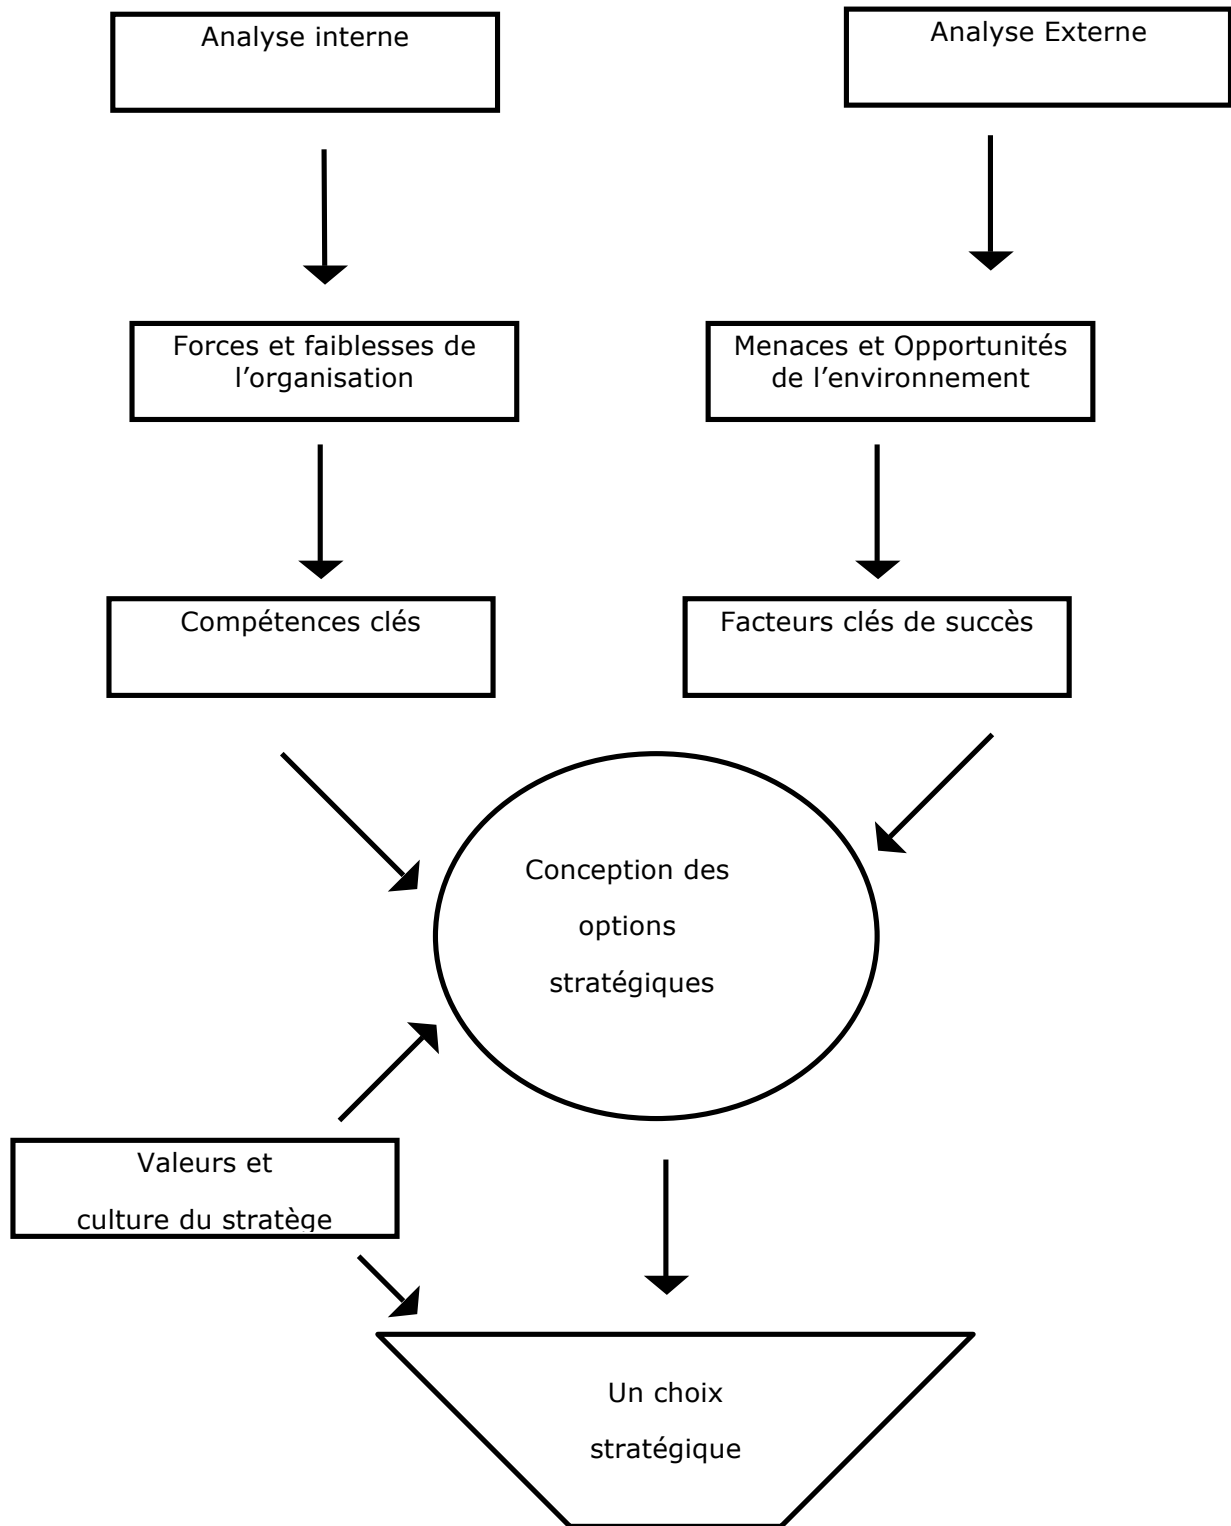 Analyse interne
Analyse Externe
Forces et faiblesses de
l’organisation
Menaces et Opportunités
de l’environnement
Compétences clés
Facteurs clés de succès
Conception des
options
stratégiques
Valeurs et
culture du stratège
Un choix
stratégique